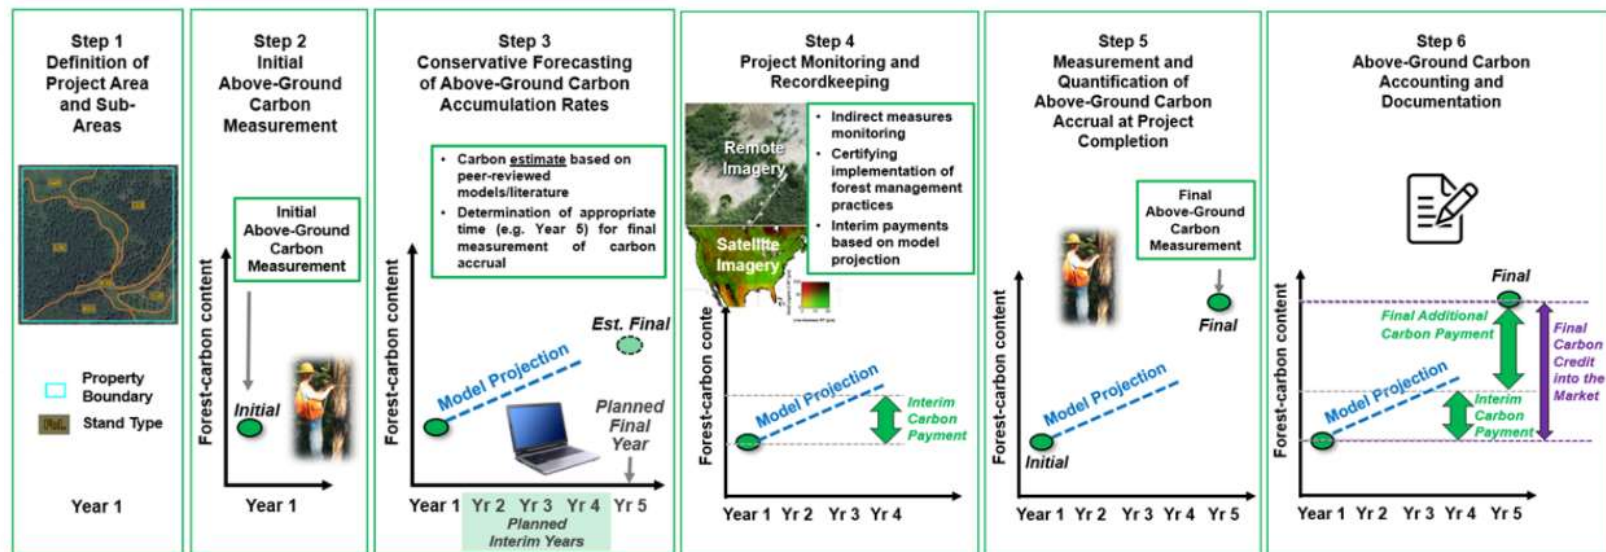 Step 1
Definition of
Project Area
and Sub-
Areas
Property
Boundary
Stand Type
Year 1
Step 2
Initial
Above-Ground
Carbon
Measurement
Initial
Above-Ground
Carbon
Measurement
Forest-carbon content
Initial
Year 1
Step 3
Conservative Forecasting
of Above-Ground Carbon
Accumulation Rates
• Carbon estimate based on
peer-reviewed
models/literature
• Determination of appropriate
time (e.g. Year 5) for final
measurement of carbon
accrual
Forest-carbon content
Model Projection
Est. Final
Planned
Final
Year
Year 1 Yr 2 Yr 3 Yr 4 Yr 5
Planned
Interim Years
Step 4
Project Monitoring and
Recordkeeping
Remote
Imagery
Satellite
Imagery
• Indirect measures
monitoring
• Certifying
implementation of
forest management
practices
• Interim payments
based on model
projection
Forest-carbon conte
Model Projection
Interim
Carbon
Payment
Year 1 Yr 2 Yr 3 Yr 4
Step 5
Measurement and
Quantification of
Above-Ground Carbon
Accrual at Project
Completion
Final
Above-Ground
Carbon
Measurement
Forest-carbon content
Final
Model Projection
Initial
Year 1 Yr 2 Yr 3 Yr 4 Yr 5
Step 6
Above-Ground Carbon
Accounting and
Documentation
Forest-carbon content
Final
Final Additional
Carbon Payment
Final
Carbon
Credit
into the
Market
Model Projection
Interim
Carbon
Payment
Year 1 Yr 2 Yr 3 Yr 4 Yr 5